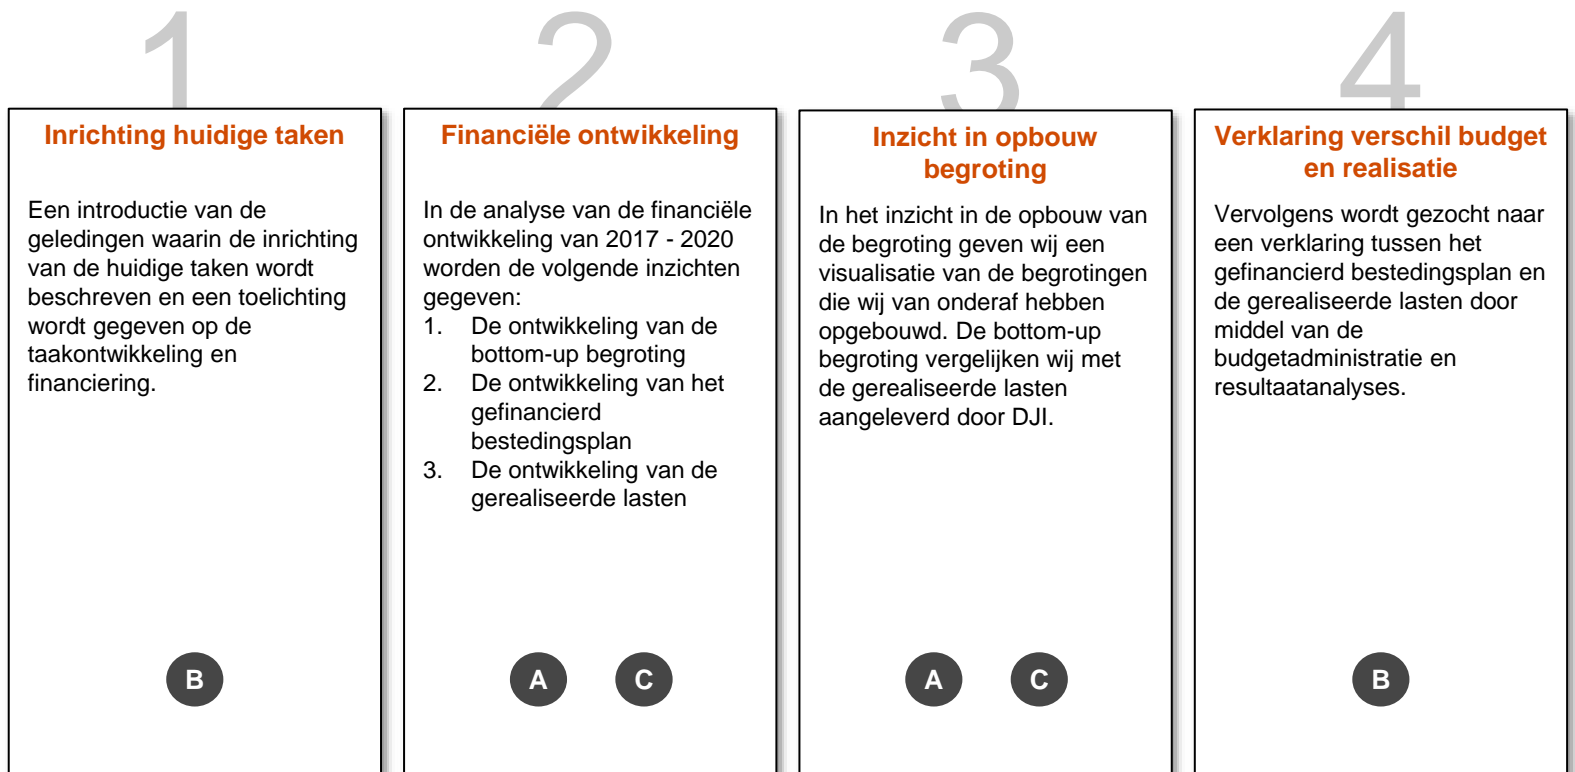 1
Inrichting huidige taken
Een introductie van de
geledingen waarin de inrichting
van de huidige taken wordt
beschreven en een toelichting
wordt gegeven op de
taakontwikkeling en
financiering.
B
2
Financiële ontwikkeling
In de analyse van de financiële
ontwikkeling van 2017 - 2020
worden de volgende inzichten
gegeven:
1. De ontwikkeling van de
bottom-up begroting
2. De ontwikkeling van het
gefinancierd
bestedingsplan
3. De ontwikkeling van de
gerealiseerde lasten
A C
3
Inzicht in opbouw
begroting
In het inzicht in de opbouw van
de begroting geven wij een
visualisatie van de begrotingen
die wij van onderaf hebben
opgebouwd. De bottom-up
begroting vergelijken wij met
de gerealiseerde lasten
aangeleverd door DJI.
A C
4
Verklaring verschil budget
en realisatie
Vervolgens wordt gezocht naar
een verklaring tussen het
gefinancierd bestedingsplan en
de gerealiseerde lasten door
middel van de
budgetadministratie en
resultaatanalyses.
B